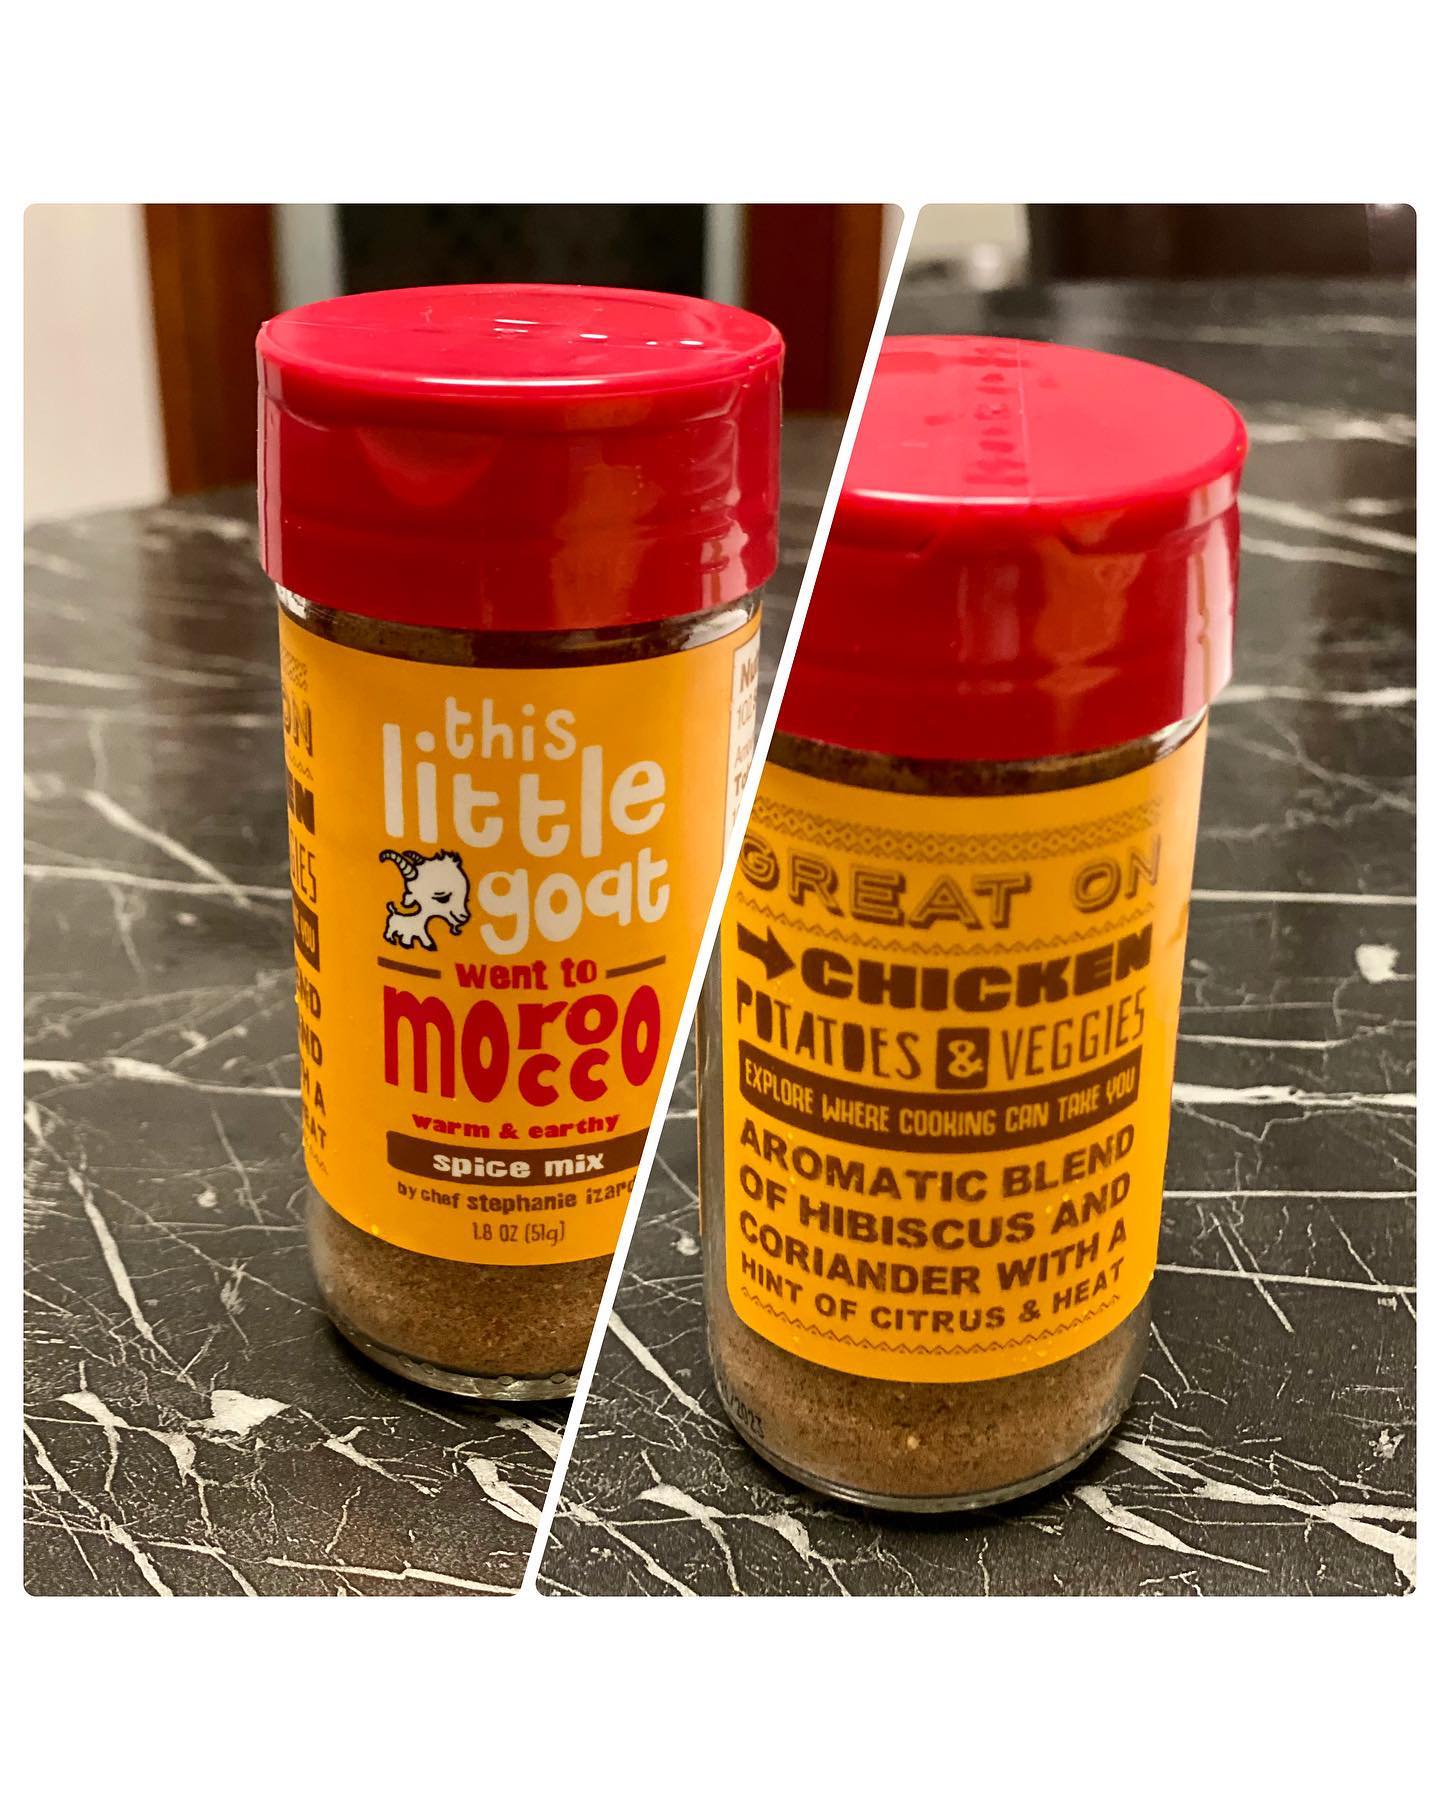 this
little
goat
went to
morocco
warm & earthy
spice mix
by chef stephanie izard
1.8 OZ (51g)
GREAT ON
CHICKEN
POTATOES & VEGGIES
EXPLORE WHERE COOKING CAN TAKE YOU
AROMATIC BLEND
OF HIBISCUS AND
CORIANDER WITH A
HINT OF CITRUS & HEAT
/2023